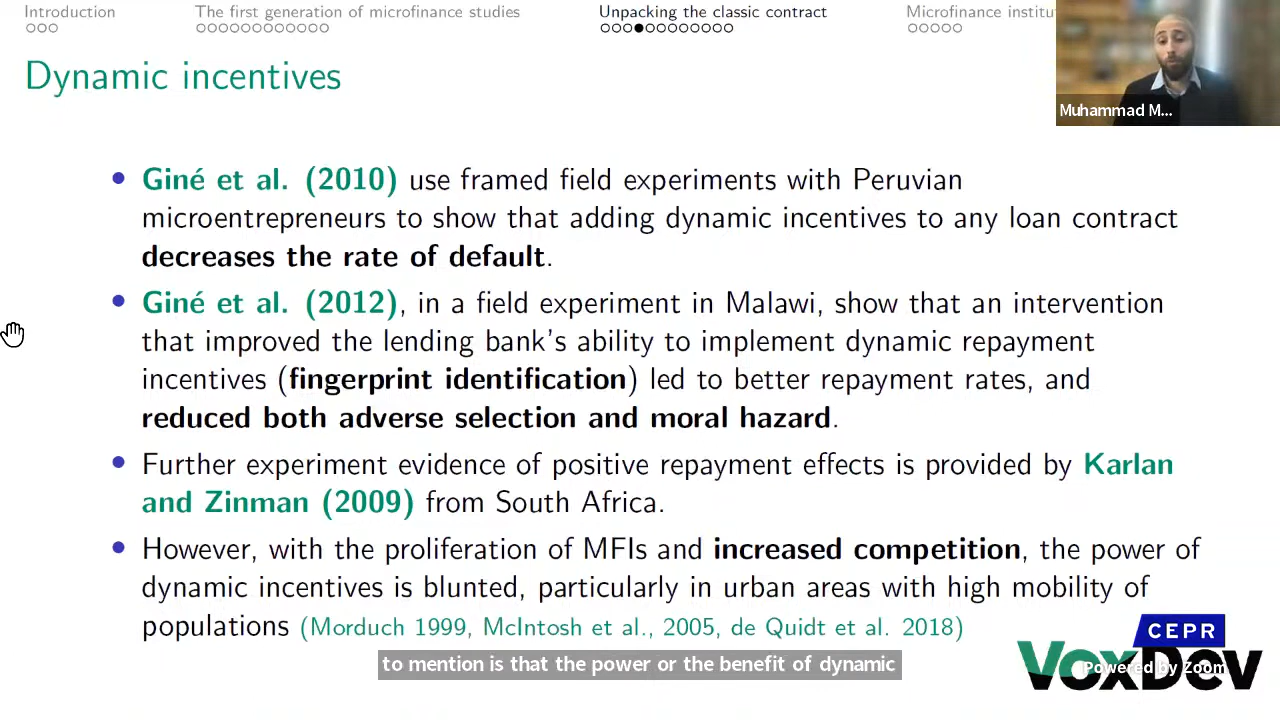 Introduction The first generation of microfinance studies Unpacking the classic contract Microfinance institu
Muhammad M...
Dynamic incentives
• Giné et al. (2010) use framed field experiments with Peruvian
microentrepreneurs to show that adding dynamic incentives to any loan contract
decreases the rate of default.
• Giné et al. (2012), in a field experiment in Malawi, show that an intervention
that improved the lending bank's ability to implement dynamic repayment
incentives (fingerprint identification) led to better repayment rates, and
reduced both adverse selection and moral hazard.
• Further experiment evidence of positive repayment effects is provided by Karlan
and Zinman (2009) from South Africa.
• However, with the proliferation of MFIs and increased competition, the power of
dynamic incentives is blunted, particularly in urban areas with high mobility of
populations (Morduch 1999, McIntosh et al., 2005, de Quidt et al. 2018)
CEPR
VoxDev
Powered by Zoom
to mention is that the power or the benefit of dynamic